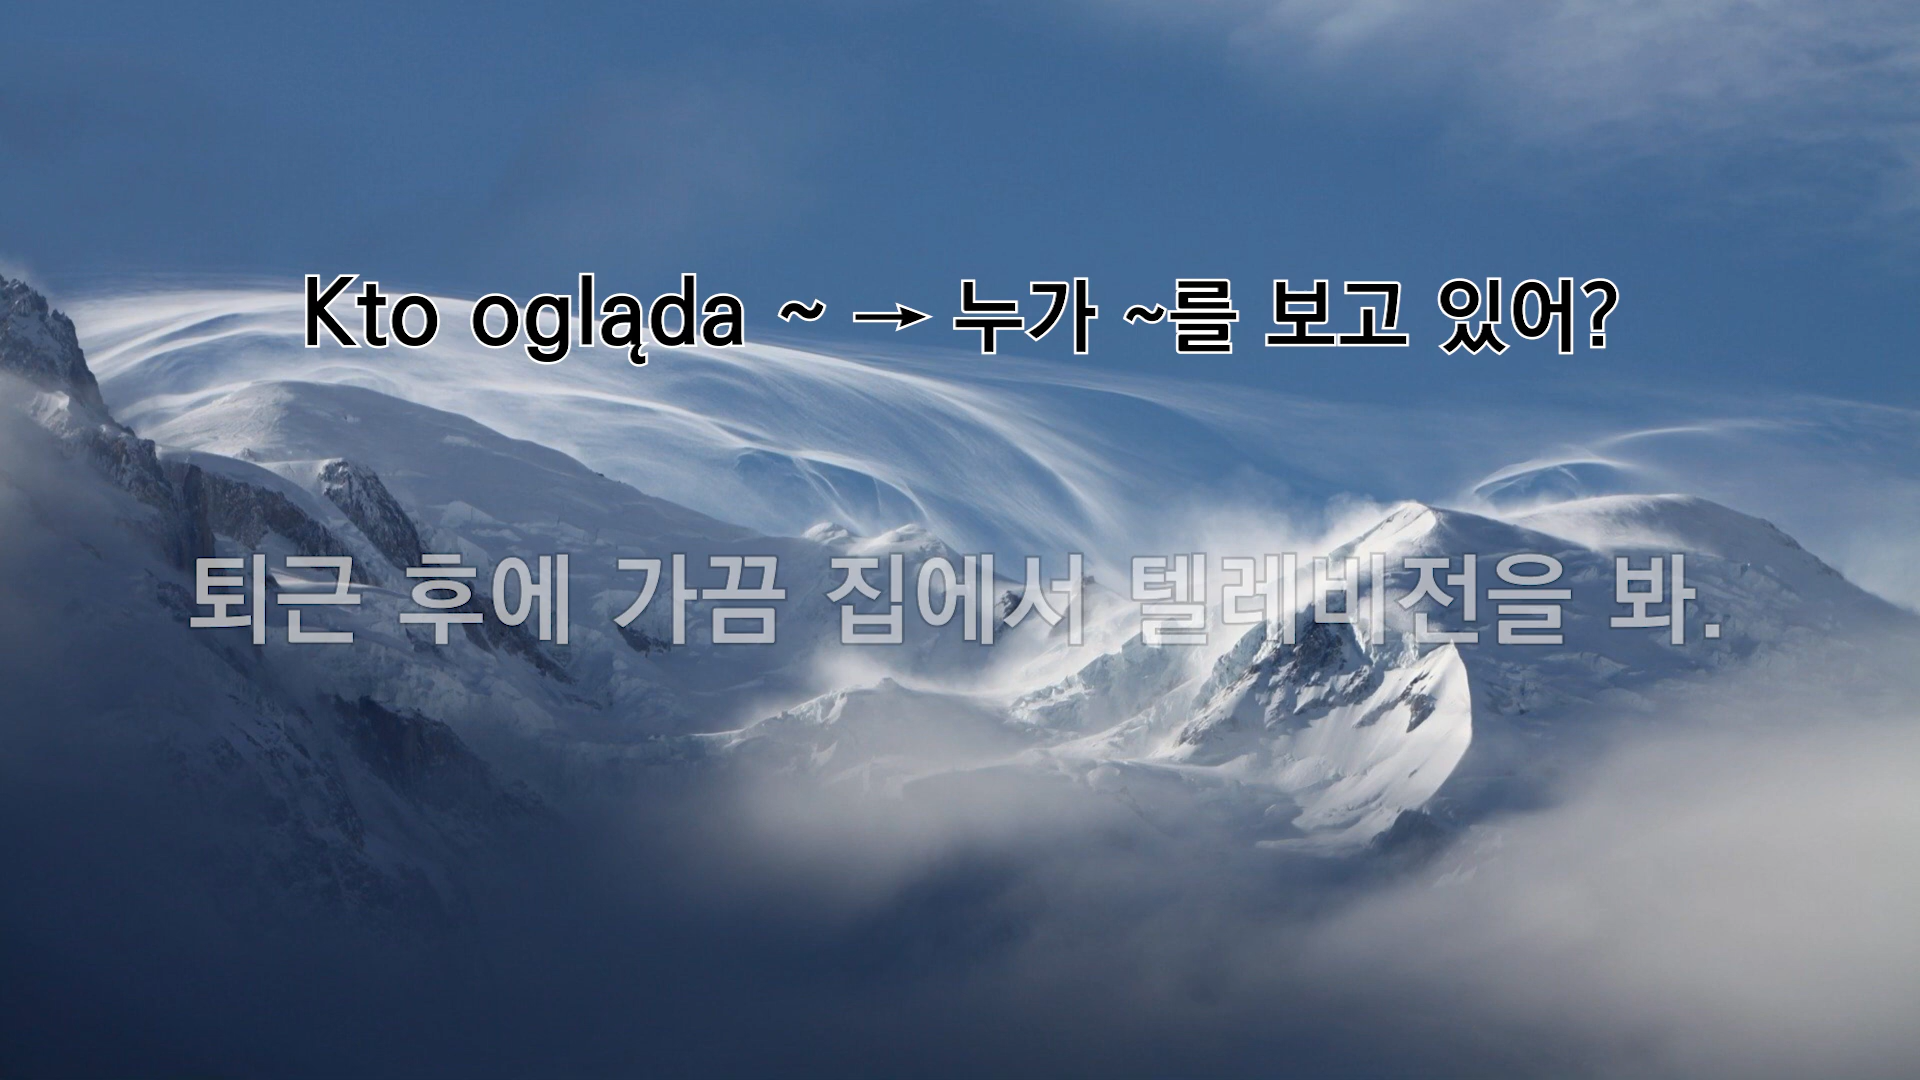 Kto ogląda ~ → 누가 ~를 보고 있어?
퇴근 후에 가끔 집에서 텔레비전을 봐.